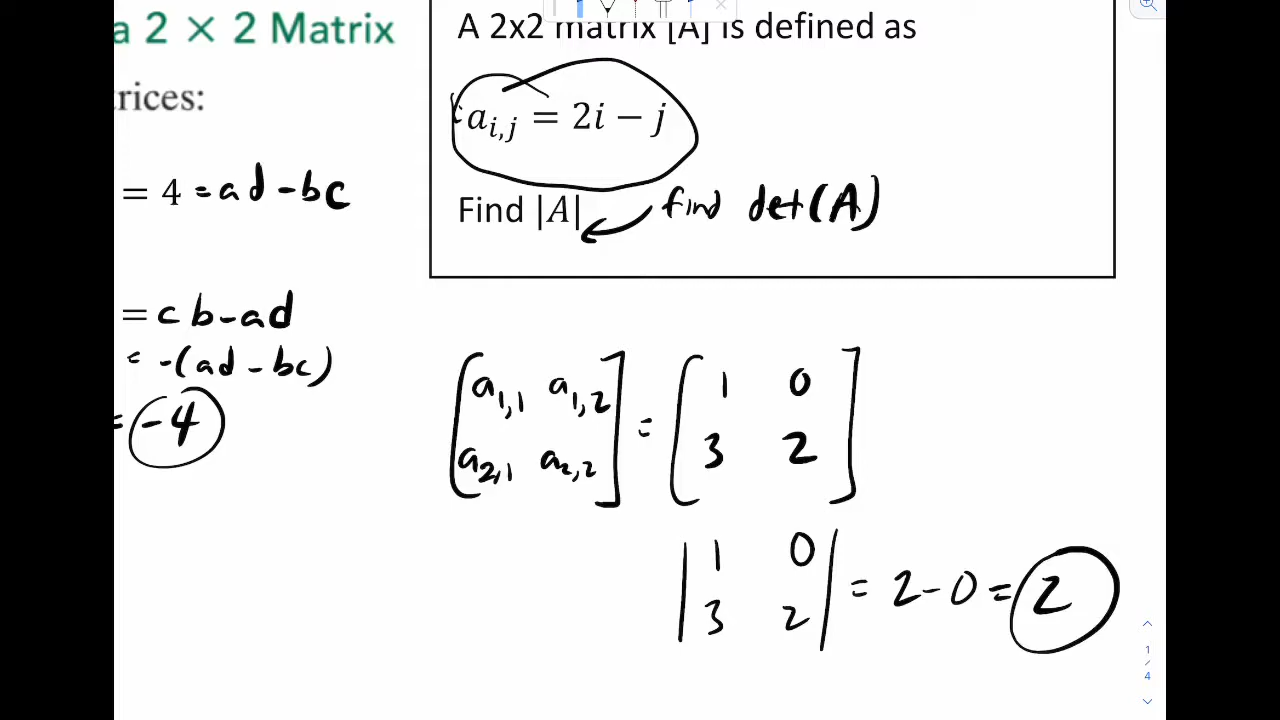 a 2 × 2 Matrix
rices:
= 4 = ad - bc
= cb - ad
= -(ad - bc)
= -4
A 2x2 matrix [A] is defined as
a_{i,j} = 2i − j
Find |A| find det(A)
[a_{1,1} a_{1,2}] = [1 0]
[a_{2,1} a_{2,2}] [3 2]
|1 0|
|3 2| = 2 - 0 = 2
1
/
4